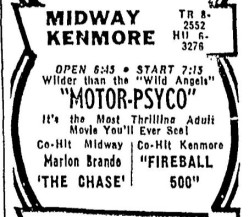 MIDWAY TR 8-
2552
KENMORE HU 6-
3276
OPEN 6:45 • START 7:15
Wilder than the "Wild Angels"
"MOTOR-PSYCO"
It's the Most Thrilling Adult
Movie You'll Ever See!
Co-Hit Midway Co-Hit Kenmore
Marlon Brando "FIREBALL
'THE CHASE' 500"